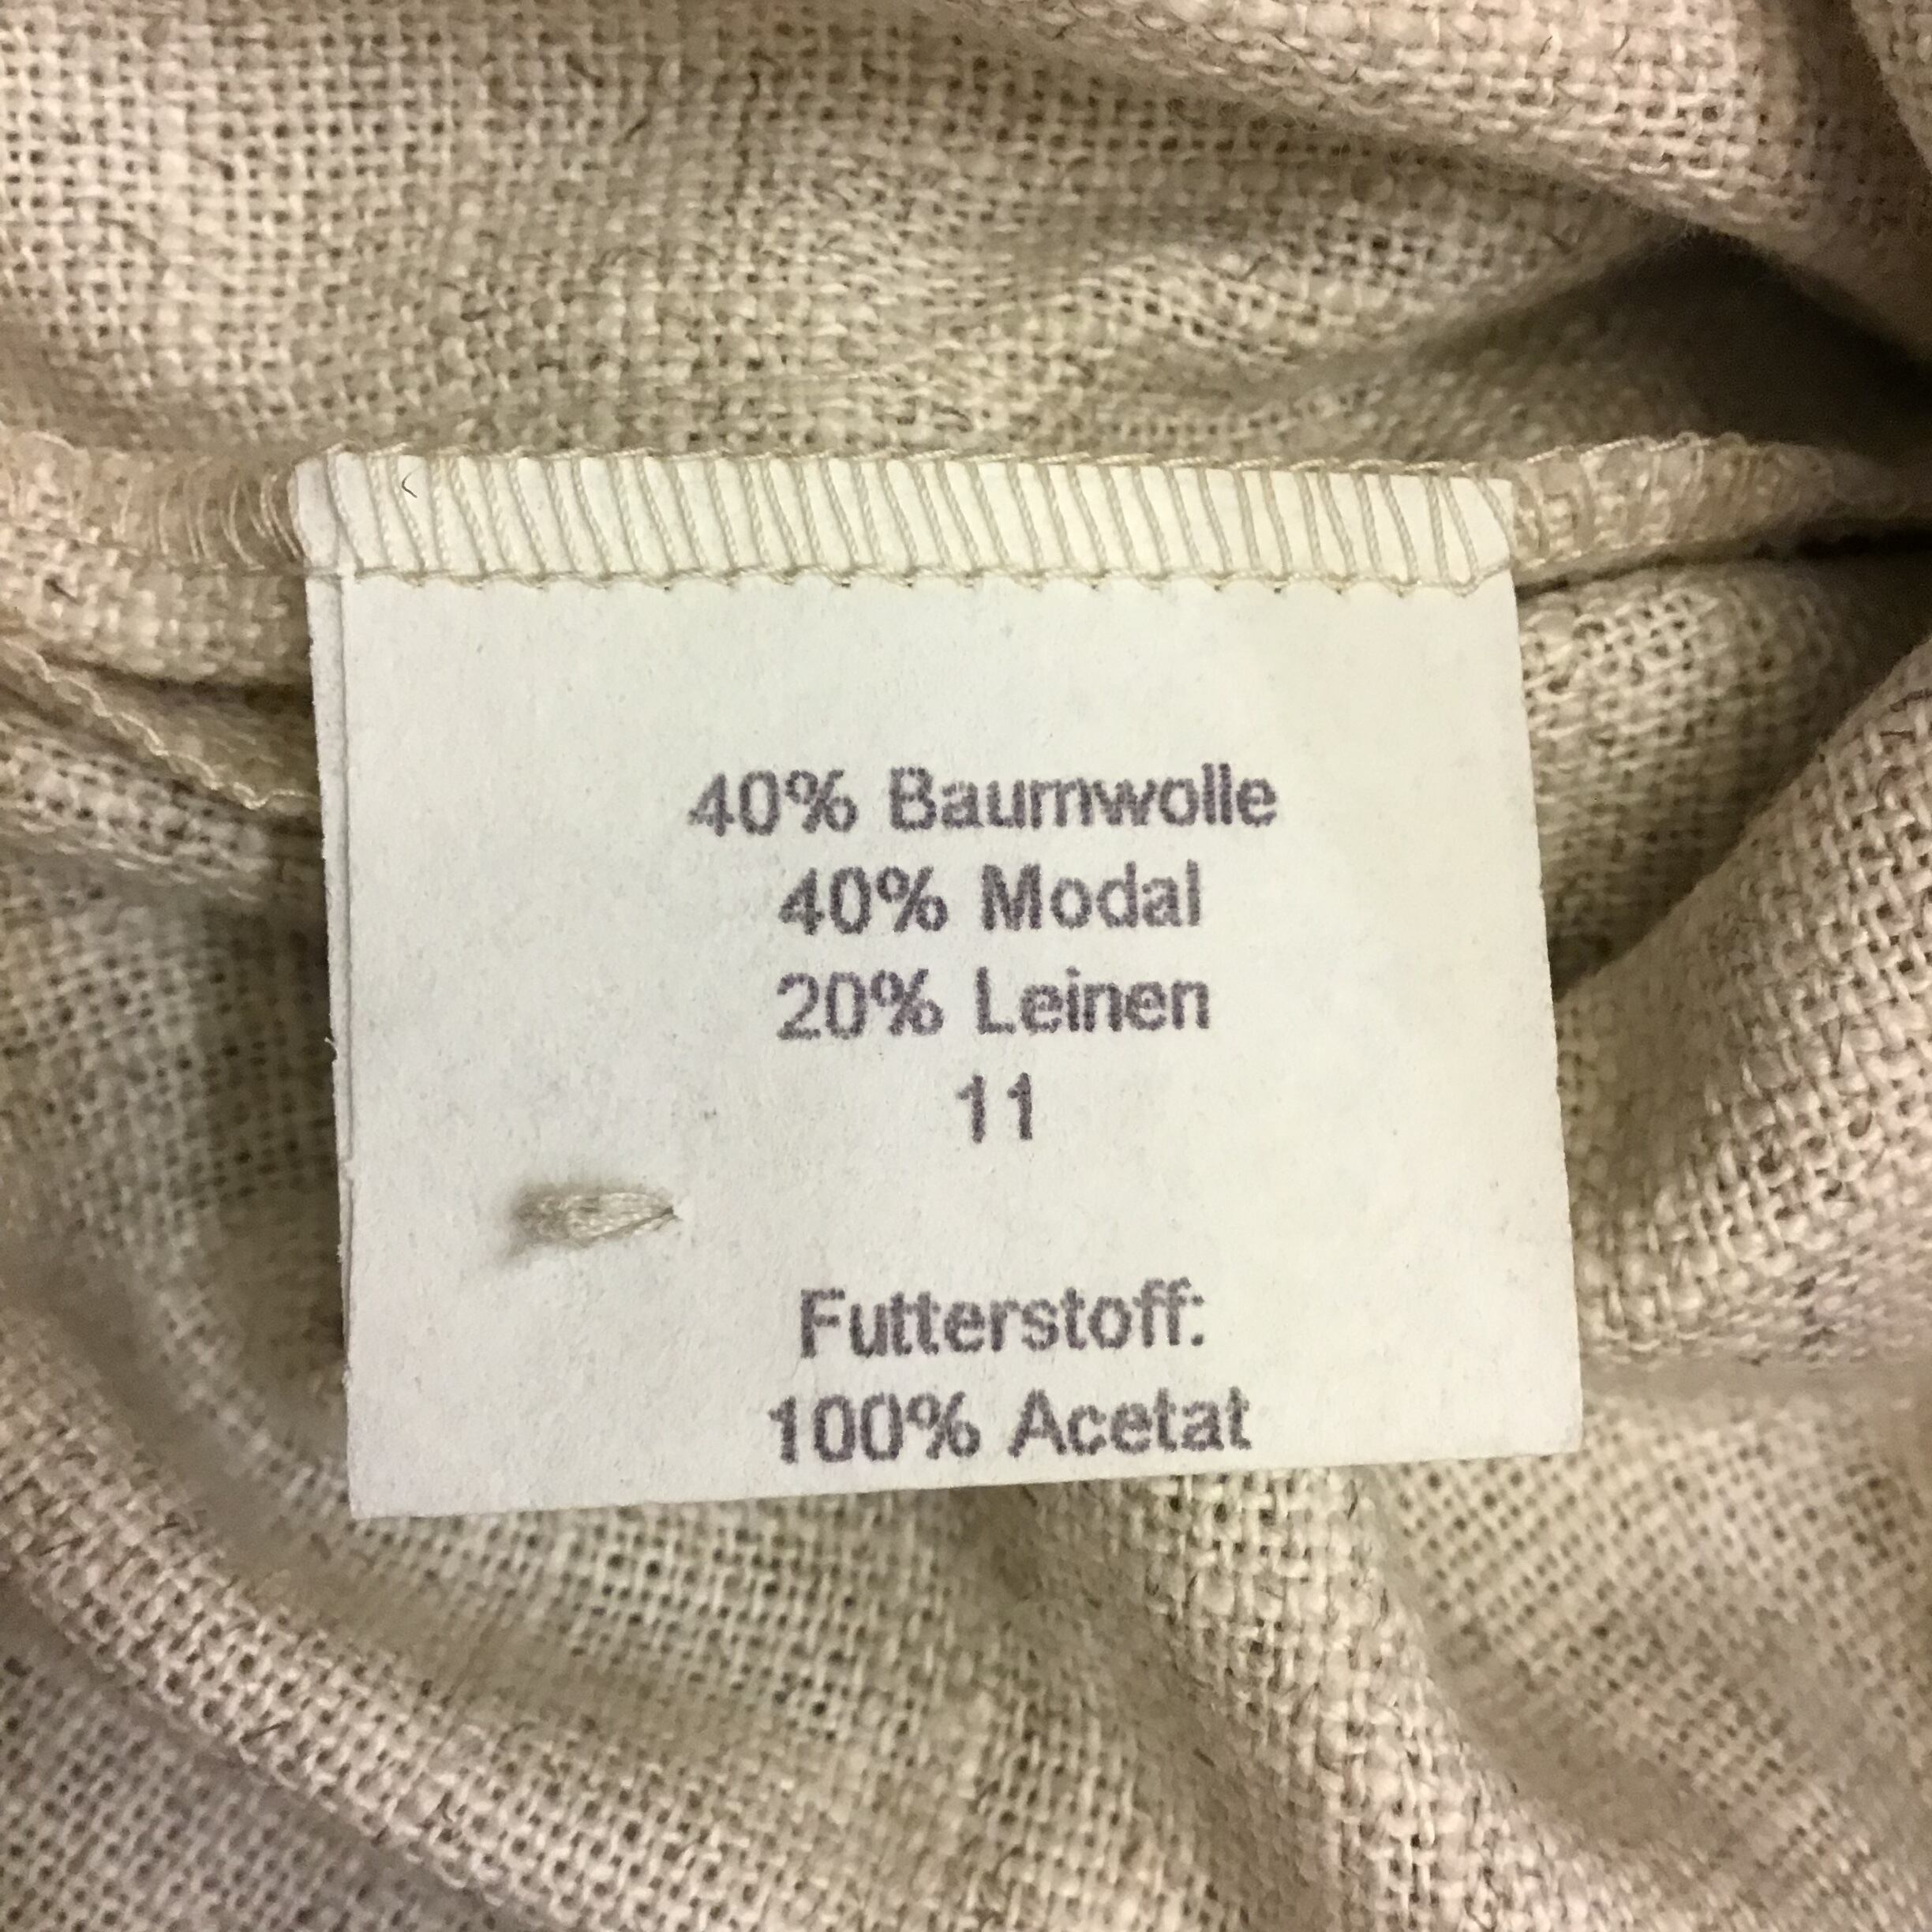 40% Baumwolle
40% Modal
20% Leinen
11
Futterstoff:
100% Acetat